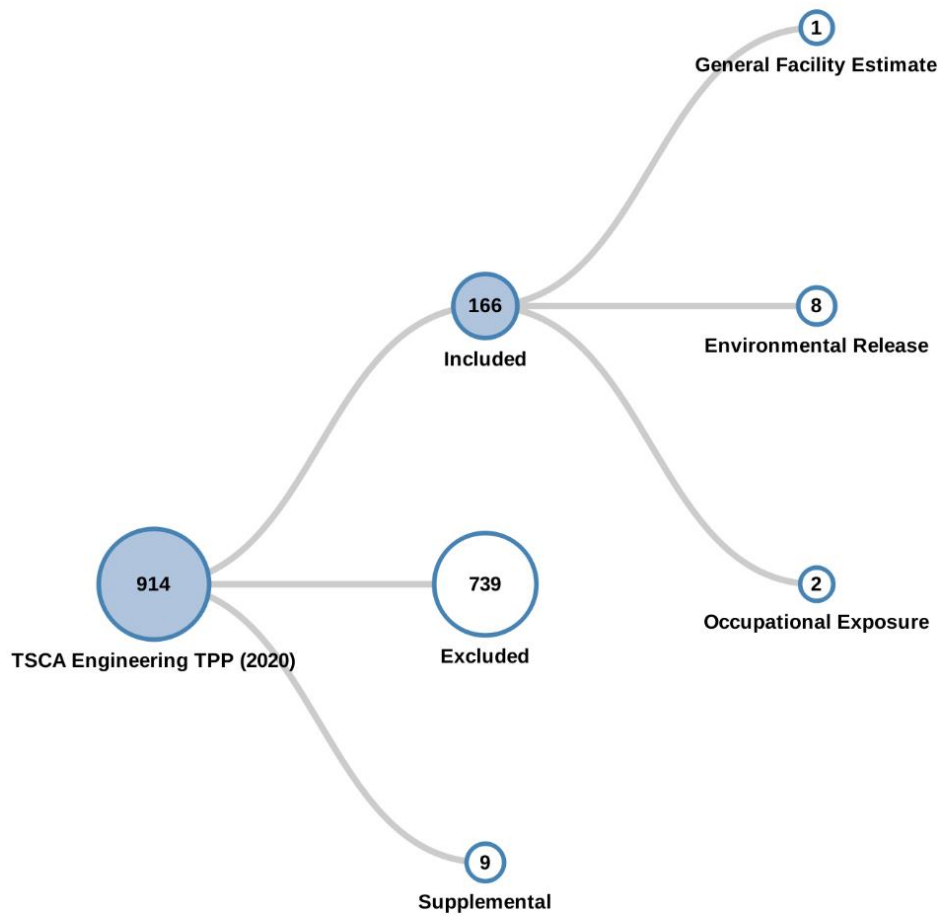 1
General Facility Estimate
166
Included
8
Environmental Release
914
TSCA Engineering TPP (2020)
739
Excluded
2
Occupational Exposure
9
Supplemental